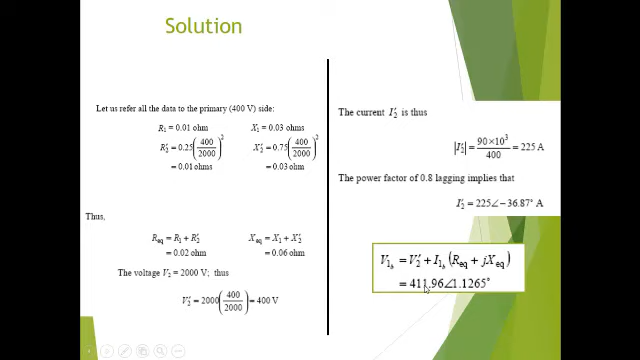 Solution
Let us refer all the data to the primary (400 V) side:
R₁ = 0.01 ohm X₁ = 0.03 ohms
R′₂ = 0.25(400/2000)² X′₂ = 0.75(400/2000)²
= 0.01 ohms = 0.03 ohm
Thus,
Req = R₁ + R′₂ Xeq = X₁ + X′₂
= 0.02 ohm = 0.06 ohm
The voltage V₂ = 2000 V; thus
V′₂ = 2000(400/2000) = 400 V
The current I′₂ is thus
|I′₂| = 90 × 10³/400 = 225 A
The power factor of 0.8 lagging implies that
I′₂ = 225∠−36.87° A
V₁ = V′₂ + I₁ (Req + jXeq)
= 411.96∠1.1265°